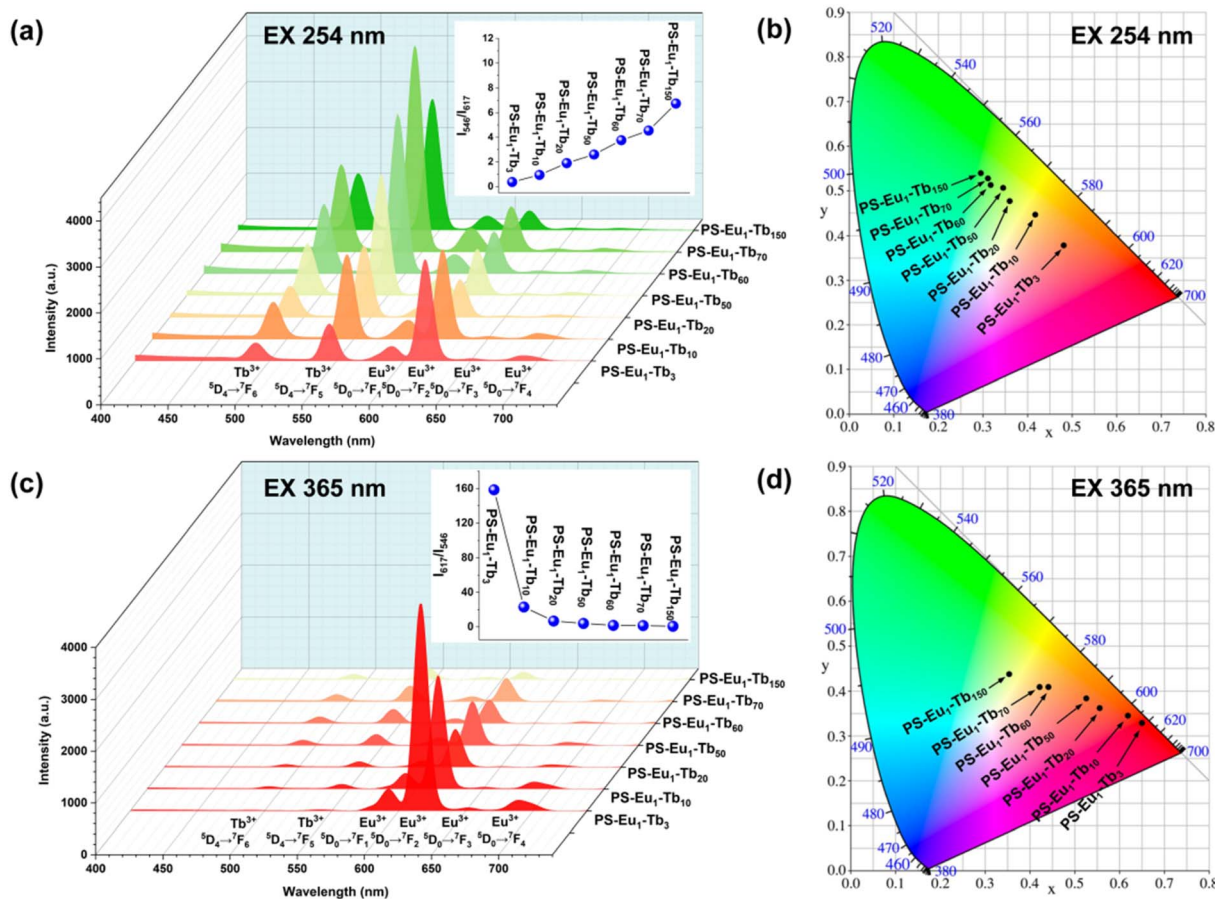 (a)
EX 254 nm
I₅₄₆/I₆₁₇
12
10
8
6
4
2
0
PS-Eu₁-Tb₃
PS-Eu₁-Tb₁₀
PS-Eu₁-Tb₂₀
PS-Eu₁-Tb₅₀
PS-Eu₁-Tb₆₀
PS-Eu₁-Tb₇₀
PS-Eu₁-Tb₁₅₀
Intensity (a.u.)
4000
3000
2000
1000
0
PS-Eu₁-Tb₁₅₀
PS-Eu₁-Tb₇₀
PS-Eu₁-Tb₆₀
PS-Eu₁-Tb₅₀
PS-Eu₁-Tb₂₀
PS-Eu₁-Tb₁₀
PS-Eu₁-Tb₃
Tb³⁺ Tb³⁺ Eu³⁺ Eu³⁺ Eu³⁺ Eu³⁺
⁵D₄→⁷F₆ ⁵D₄→⁷F₅ ⁵D₀→⁷F₁ ⁵D₀→⁷F₂ ⁵D₀→⁷F₃ ⁵D₀→⁷F₄
400 450 500 550 600 650 700
Wavelength (nm)
(b)
EX 254 nm
0.9
0.8
0.7
0.6
0.5
y
0.4
0.3
0.2
0.1
0.0
520
540
560
580
600
620
700
500
490
480
470
460
380
PS-Eu₁-Tb₁₅₀
PS-Eu₁-Tb₇₀
PS-Eu₁-Tb₆₀
PS-Eu₁-Tb₅₀
PS-Eu₁-Tb₂₀
PS-Eu₁-Tb₁₀
PS-Eu₁-Tb₃
0.0 0.1 0.2 0.3 0.4 0.5 0.6 0.7 0.8
x
(c)
EX 365 nm
I₆₁₇/I₅₄₆
160
120
80
40
0
PS-Eu₁-Tb₃
PS-Eu₁-Tb₁₀
PS-Eu₁-Tb₂₀
PS-Eu₁-Tb₅₀
PS-Eu₁-Tb₆₀
PS-Eu₁-Tb₇₀
PS-Eu₁-Tb₁₅₀
Intensity (a.u.)
4000
3000
2000
1000
0
PS-Eu₁-Tb₁₅₀
PS-Eu₁-Tb₇₀
PS-Eu₁-Tb₆₀
PS-Eu₁-Tb₅₀
PS-Eu₁-Tb₂₀
PS-Eu₁-Tb₁₀
PS-Eu₁-Tb₃
Tb³⁺ Tb³⁺ Eu³⁺ Eu³⁺ Eu³⁺ Eu³⁺
⁵D₄→⁷F₆ ⁵D₄→⁷F₅ ⁵D₀→⁷F₁ ⁵D₀→⁷F₂ ⁵D₀→⁷F₃ ⁵D₀→⁷F₄
400 450 500 550 600 650 700
Wavelength (nm)
(d)
EX 365 nm
0.9
0.8
0.7
0.6
0.5
y
0.4
0.3
0.2
0.1
0.0
520
540
560
580
600
620
700
500
490
480
470
460
380
PS-Eu₁-Tb₁₅₀
PS-Eu₁-Tb₇₀
PS-Eu₁-Tb₆₀
PS-Eu₁-Tb₅₀
PS-Eu₁-Tb₂₀
PS-Eu₁-Tb₁₀
PS-Eu₁-Tb₃
0.0 0.1 0.2 0.3 0.4 0.5 0.6 0.7 0.8
x